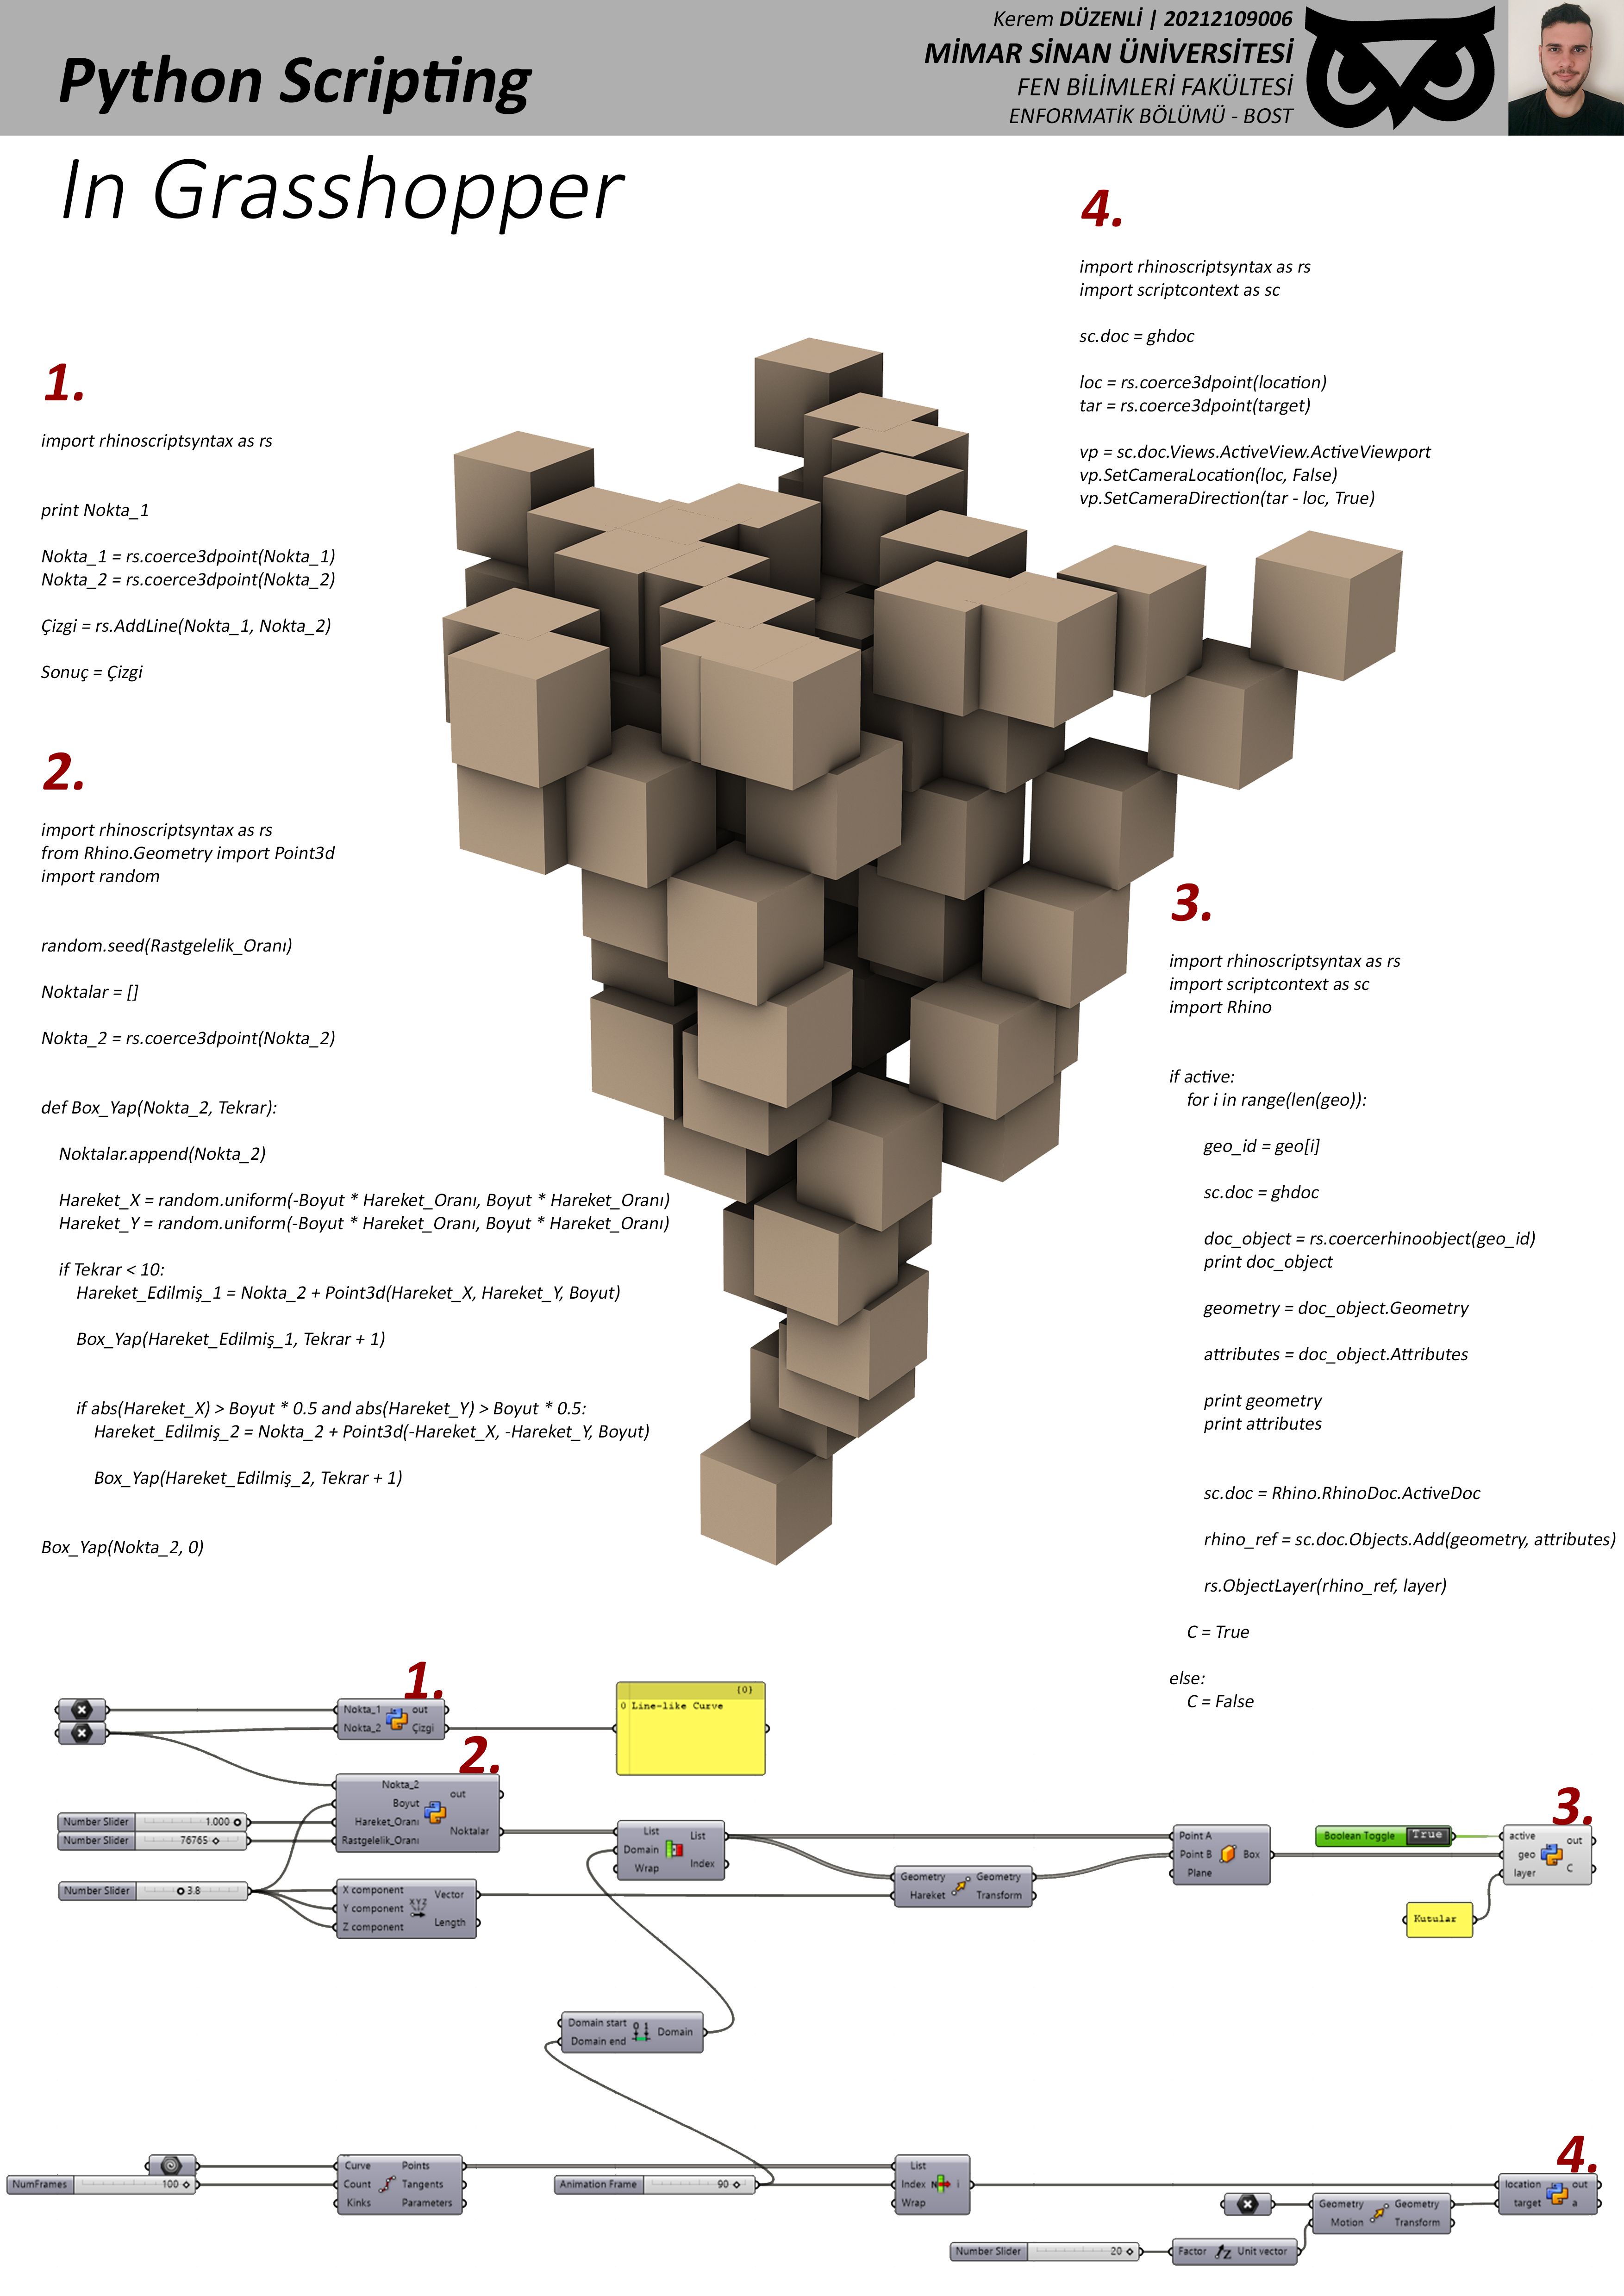 Python Scripting
In Grasshopper
Kerem DÜZENLİ | 20212109006
MİMAR SİNAN ÜNİVERSİTESİ
FEN BİLİMLERİ FAKÜLTESİ
ENFORMATİK BÖLÜMÜ - BOST
1.
import rhinoscriptsyntax as rs
print Nokta_1
Nokta_1 = rs.coerce3dpoint(Nokta_1)
Nokta_2 = rs.coerce3dpoint(Nokta_2)
Çizgi = rs.AddLine(Nokta_1, Nokta_2)
Sonuç = Çizgi
2.
import rhinoscriptsyntax as rs
from Rhino.Geometry import Point3d
import random
random.seed(Rastgelelik_Oranı)
Noktalar = []
Nokta_2 = rs.coerce3dpoint(Nokta_2)
def Box_Yap(Nokta_2, Tekrar):
Noktalar.append(Nokta_2)
Hareket_X = random.uniform(-Boyut * Hareket_Oranı, Boyut * Hareket_Oranı)
Hareket_Y = random.uniform(-Boyut * Hareket_Oranı, Boyut * Hareket_Oranı)
if Tekrar < 10:
Hareket_Edilmiş_1 = Nokta_2 + Point3d(Hareket_X, Hareket_Y, Boyut)
Box_Yap(Hareket_Edilmiş_1, Tekrar + 1)
if abs(Hareket_X) > Boyut * 0.5 and abs(Hareket_Y) > Boyut * 0.5:
Hareket_Edilmiş_2 = Nokta_2 + Point3d(-Hareket_X, -Hareket_Y, Boyut)
Box_Yap(Hareket_Edilmiş_2, Tekrar + 1)
Box_Yap(Nokta_2, 0)
4.
import rhinoscriptsyntax as rs
import scriptcontext as sc
sc.doc = ghdoc
loc = rs.coerce3dpoint(location)
tar = rs.coerce3dpoint(target)
vp = sc.doc.Views.ActiveView.ActiveViewport
vp.SetCameraLocation(loc, False)
vp.SetCameraDirection(tar - loc, True)
3.
import rhinoscriptsyntax as rs
import scriptcontext as sc
import Rhino
if active:
for i in range(len(geo)):
geo_id = geo[i]
sc.doc = ghdoc
doc_object = rs.coercerhinoobject(geo_id)
print doc_object
geometry = doc_object.Geometry
attributes = doc_object.Attributes
print geometry
print attributes
sc.doc = Rhino.RhinoDoc.ActiveDoc
rhino_ref = sc.doc.Objects.Add(geometry, attributes)
rs.ObjectLayer(rhino_ref, layer)
C = True
else:
C = False
1.
Nokta_1 out
Nokta_2 Çizgi
{0}
0 Line-like Curve
2.
Nokta_2
Boyut
Hareket_Oranı
Rastgelelik_Oranı
out
Noktalar
Number Slider 1.000
Number Slider 76765
Number Slider 3.8
X component
Y component
Z component
XYZ
Vector
Length
List
Domain
Wrap
List
Index
Geometry
Hareket
Geometry
Transform
Point A
Point B
Plane
Box
3.
Boolean Toggle True
active
geo
layer
out
C
Kutular
Domain start
Domain end
0 1
Domain
NumFrames 100
Curve
Count
Kinks
Points
Tangents
Parameters
Animation Frame 90
List
Index
Wrap
N
i
4.
location
target
out
a
Geometry
Motion
Geometry
Transform
Number Slider 20
Factor
Z
Unit vector